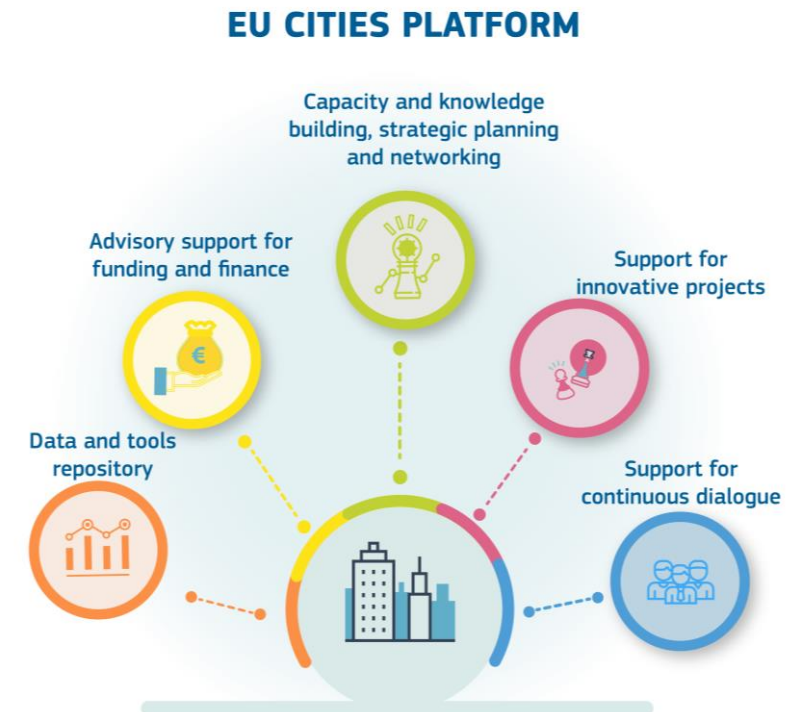 EU CITIES PLATFORM
Capacity and knowledge
building, strategic planning
and networking
Advisory support for
funding and finance
Support for
innovative projects
Data and tools
repository
Support for
continuous dialogue
€